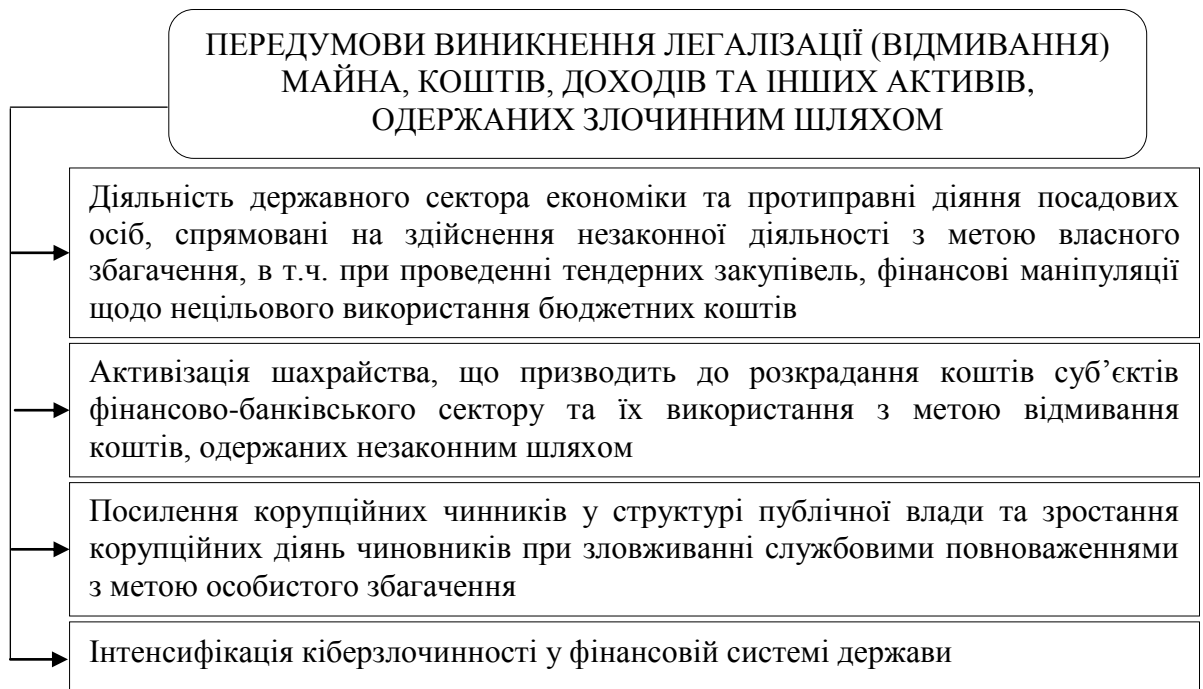 ПЕРЕДУМОВИ ВИНИКНЕННЯ ЛЕГАЛІЗАЦІЇ (ВІДМИВАННЯ)
МАЙНА, КОШТІВ, ДОХОДІВ ТА ІНШИХ АКТИВІВ,
ОДЕРЖАНИХ ЗЛОЧИННИМ ШЛЯХОМ
Діяльність державного сектора економіки та протиправні діяння посадових
осіб, спрямовані на здійснення незаконної діяльності з метою власного
збагачення, в т.ч. при проведенні тендерних закупівель, фінансові маніпуляції
щодо нецільового використання бюджетних коштів
Активізація шахрайства, що призводить до розкрадання коштів суб’єктів
фінансово-банківського сектору та їх використання з метою відмивання
коштів, одержаних незаконним шляхом
Посилення корупційних чинників у структурі публічної влади та зростання
корупційних діянь чиновників при зловживанні службовими повноваженнями
з метою особистого збагачення
Інтенсифікація кіберзлочинності у фінансовій системі держави